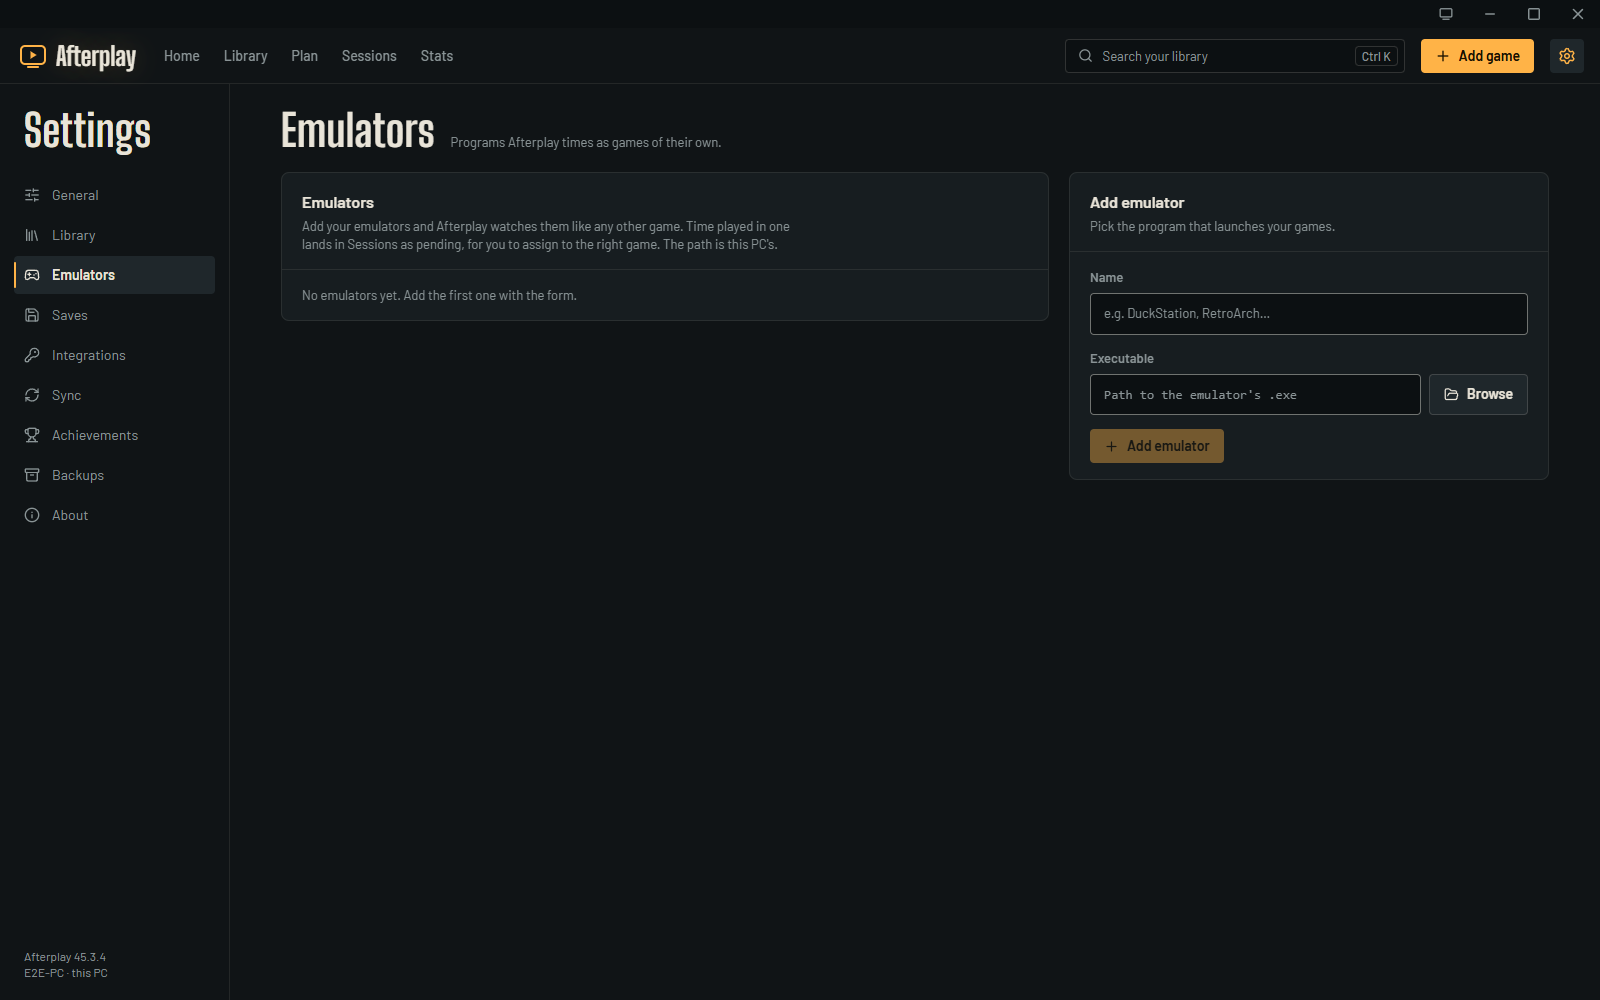 Afterplay
Home
Library
Plan
Sessions
Stats
Search your library
Ctrl K
Add game
Settings
General
Library
Emulators
Saves
Integrations
Sync
Achievements
Backups
About
Afterplay 45.3.4
E2E-PC · this PC
Emulators
Programs Afterplay times as games of their own.
Emulators
Add your emulators and Afterplay watches them like any other game. Time played in one
lands in Sessions as pending, for you to assign to the right game. The path is this PC's.
No emulators yet. Add the first one with the form.
Add emulator
Pick the program that launches your games.
Name
e.g. DuckStation, RetroArch...
Executable
Path to the emulator's .exe
Browse
Add emulator